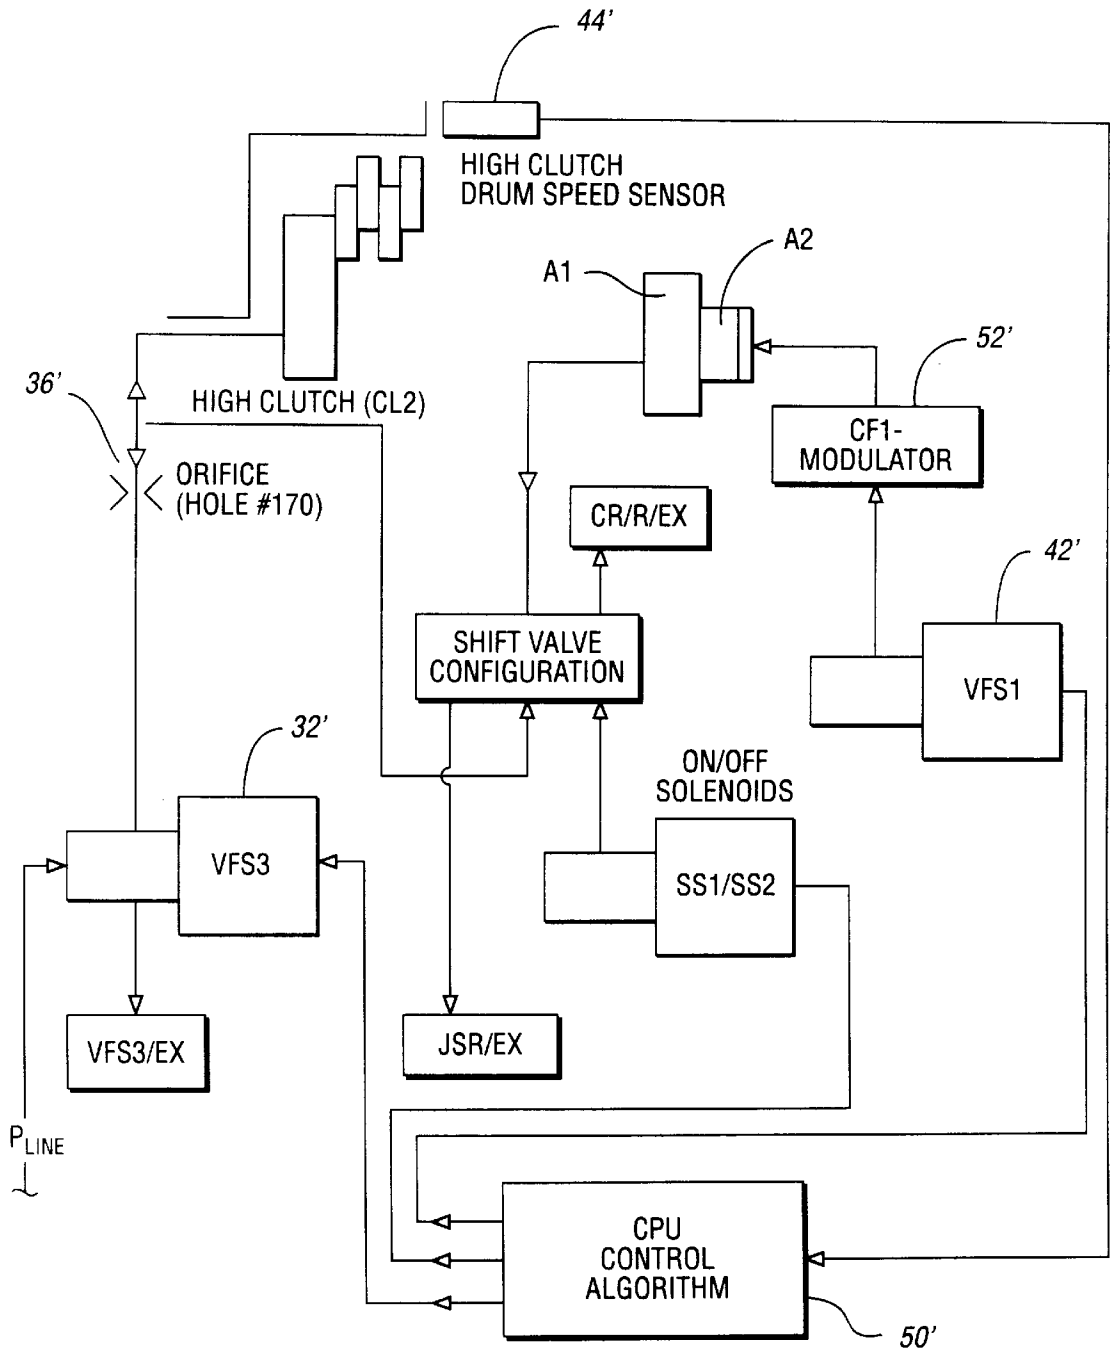 44'
HIGH CLUTCH
DRUM SPEED SENSOR
A2
A1
52'
36'
HIGH CLUTCH (CL2)
CF1-
MODULATOR
ORIFICE
(HOLE #170)
CR/R/EX
42'
SHIFT VALVE
CONFIGURATION
VFS1
32'
ON/OFF
SOLENOIDS
VFS3
SS1/SS2
VFS3/EX
JSR/EX
PLINE
CPU
CONTROL
ALGORITHM
50'